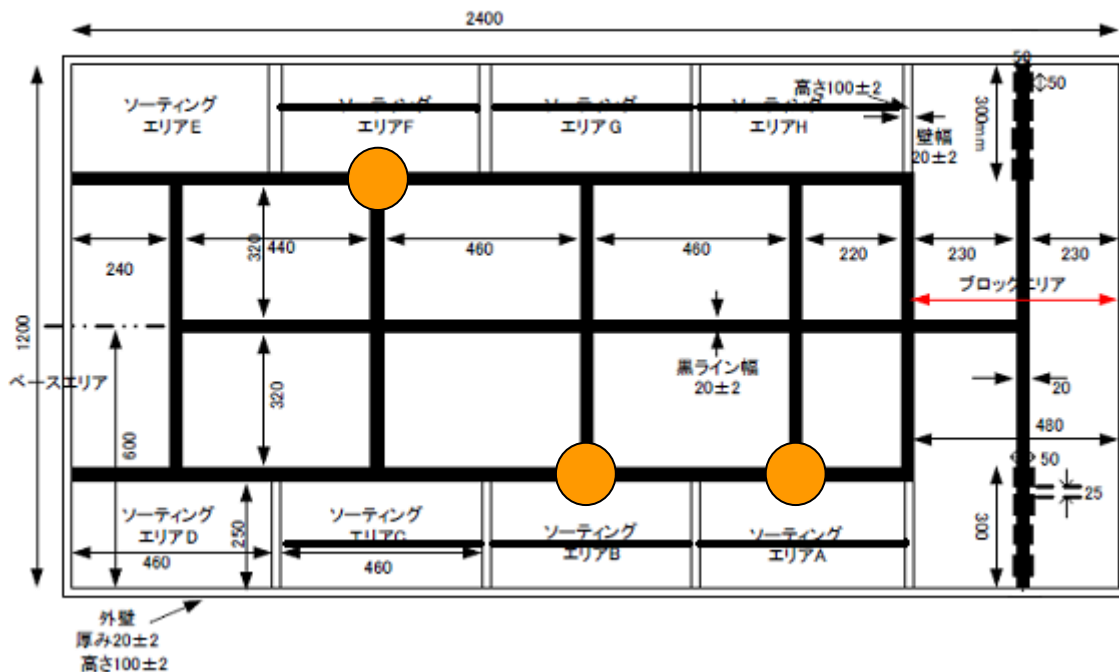 2400
50
ソーティング
エリアE
ソーティング
エリアF
ソーティング
エリアG
ソーティング
エリアH
高さ100±2
50
300mm
壁幅
20±2
320
440
460
460
220
230
230
240
ブロックエリア
1200
ベースエリア
黒ライン幅
20±2
320
20
600
480
50
25
ソーティング
エリアD
ソーティング
エリアC
ソーティング
エリアB
ソーティング
エリアA
250
300
460
460
外壁
厚み20±2
高さ100±2